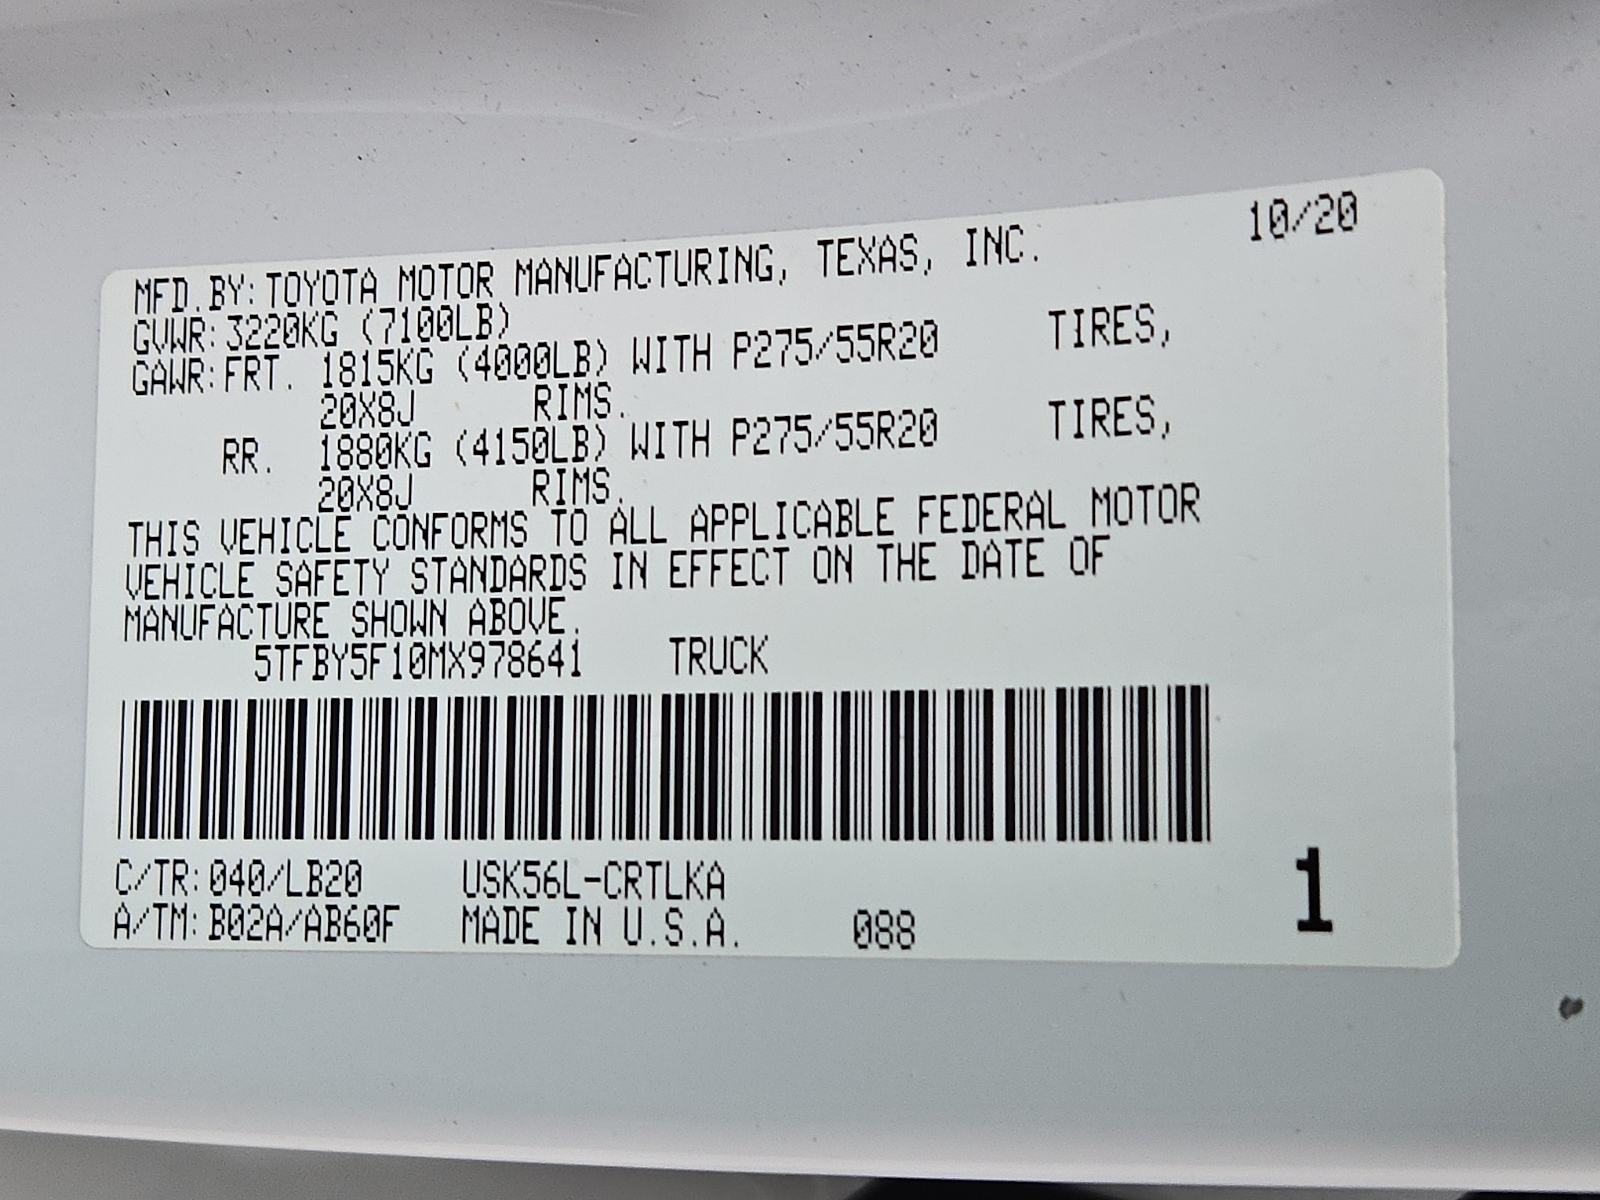 10/20
MFD.BY:TOYOTA MOTOR MANUFACTURING, TEXAS, INC.
GVWR:3220KG (7100LB)
GAWR:FRT. 1815KG (4000LB) WITH P275/55R20 TIRES,
20X8J RIMS.
RR. 1880KG (4150LB) WITH P275/55R20 TIRES,
20X8J RIMS.
THIS VEHICLE CONFORMS TO ALL APPLICABLE FEDERAL MOTOR
VEHICLE SAFETY STANDARDS IN EFFECT ON THE DATE OF
MANUFACTURE SHOWN ABOVE.
5TFBY5F10MX978641 TRUCK
C/TR:040/LB20 USK56L-CRTLKA
A/TM:B02A/AB60F MADE IN U.S.A. 088
1